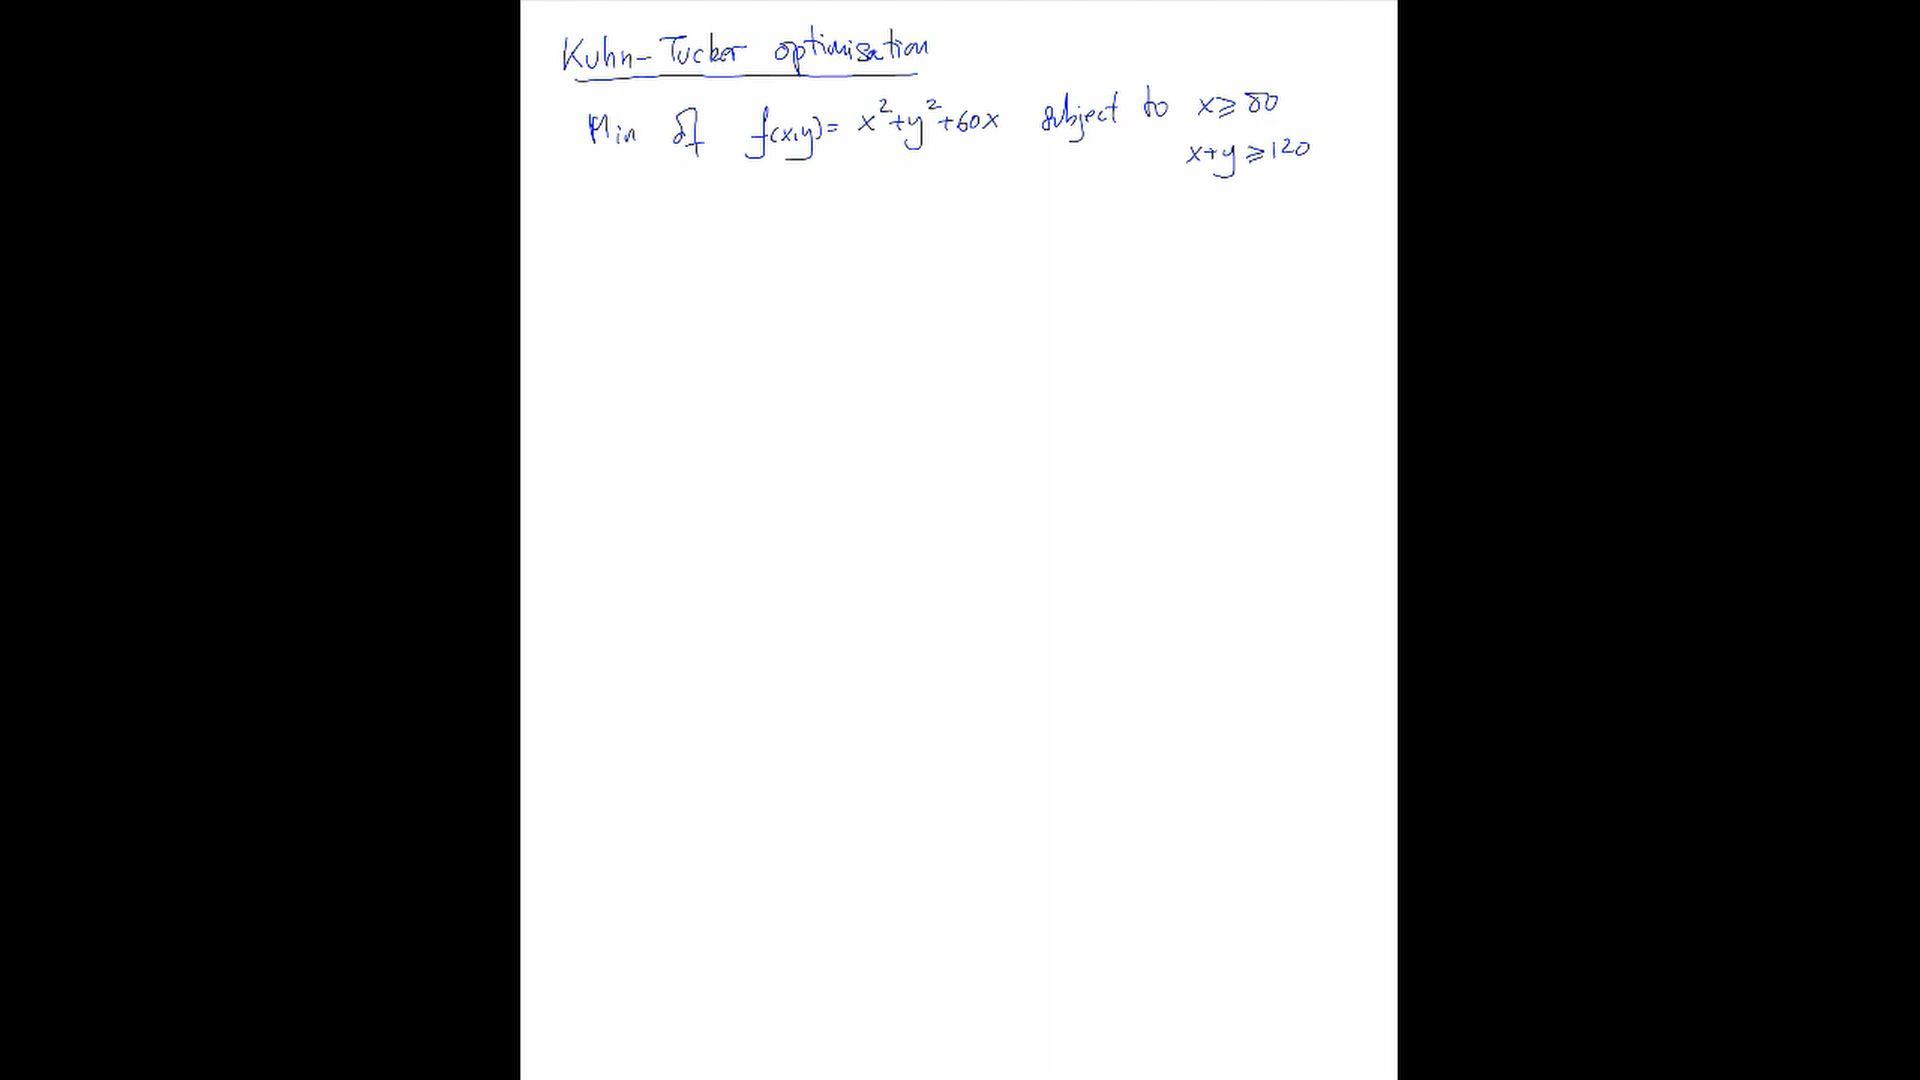 Kuhn-Tucker optimisation
Min of f(x,y)= x²+y²+60x subject to x⩾80
x+y⩾120